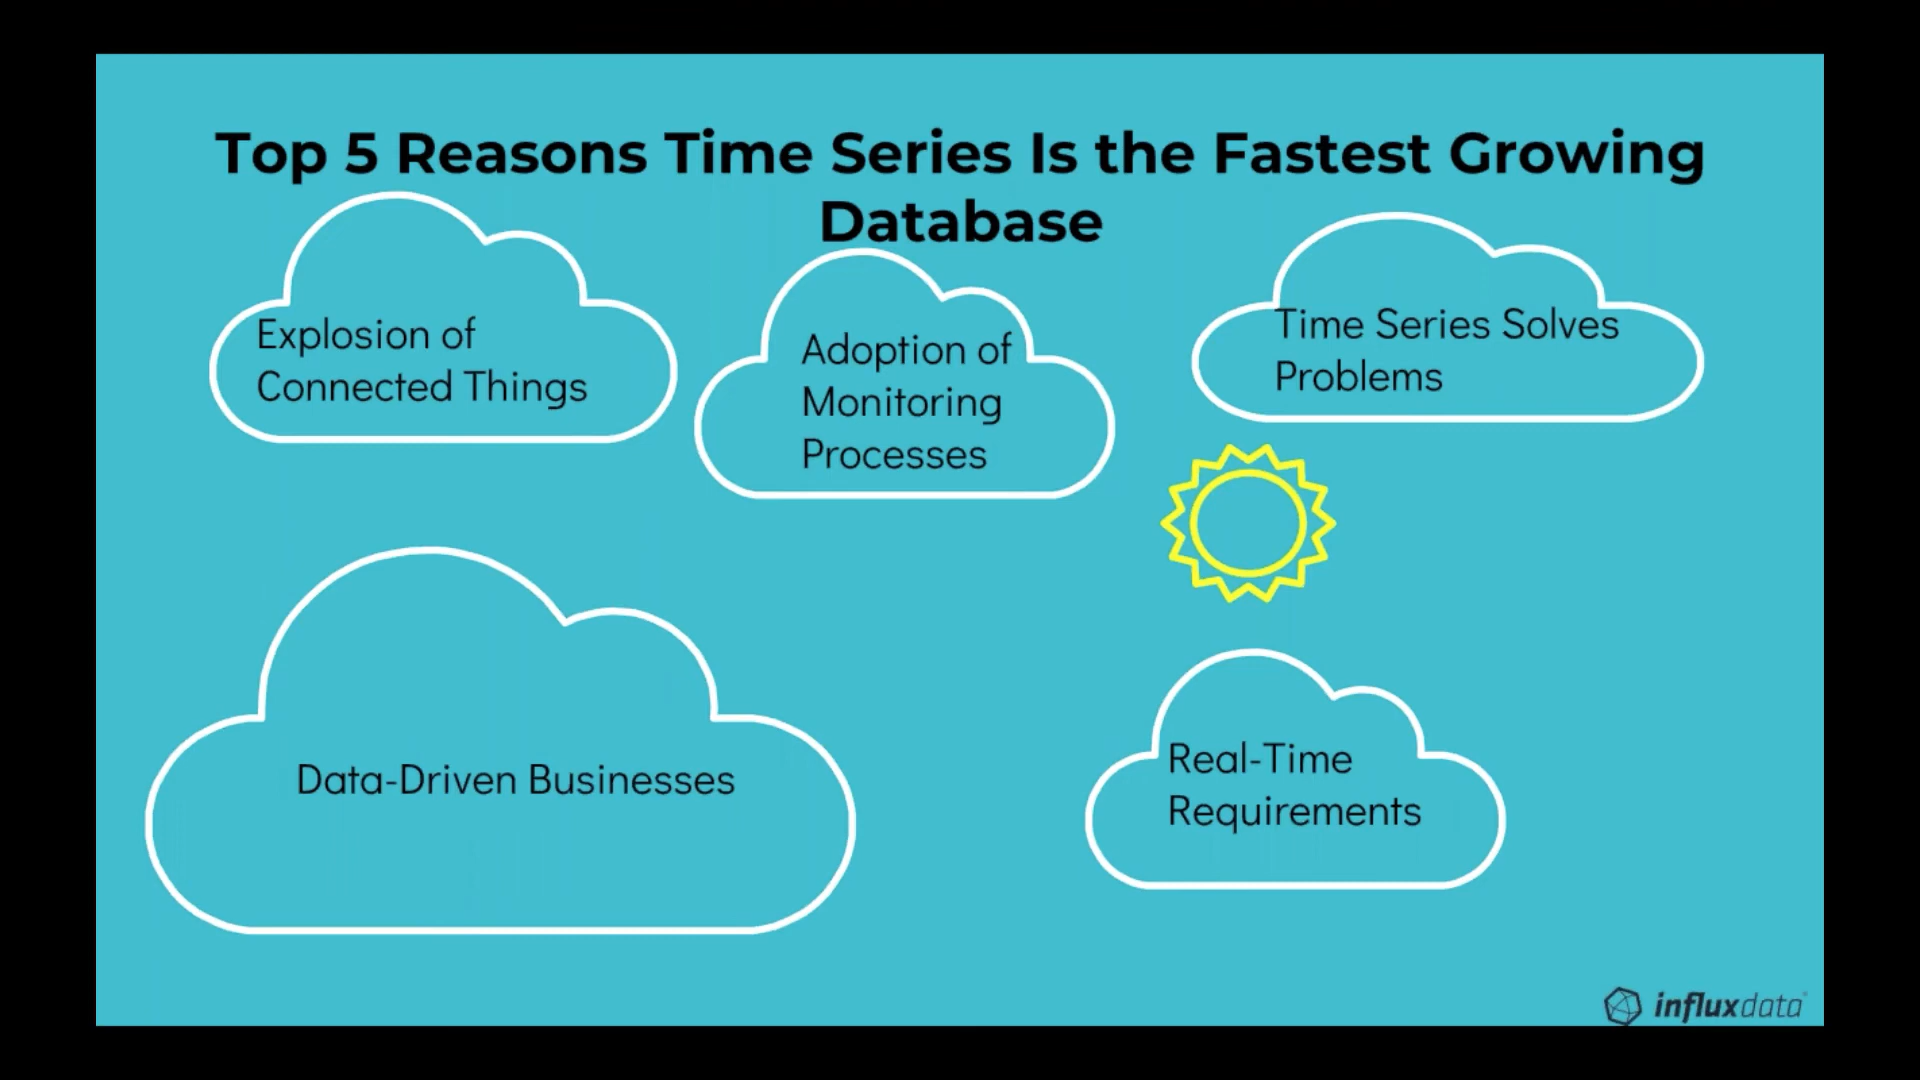 Top 5 Reasons Time Series Is the Fastest Growing
Database
Explosion of
Connected Things
Adoption of
Monitoring
Processes
Time Series Solves
Problems
Data-Driven Businesses
Real-Time
Requirements
influxdata